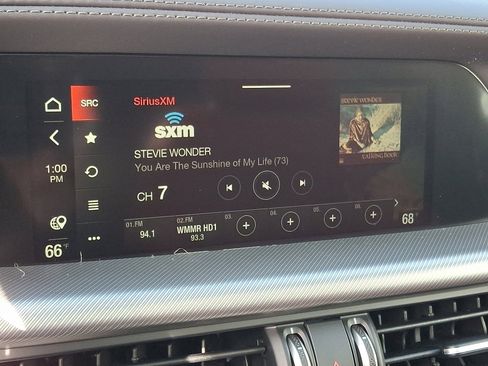 SRC
SiriusXM
sxm
STEVIE WONDER
You Are The Sunshine of My Life (73)
CH 7
1:00
PM
01.FM
94.1
02.FM
WMMR HD1
93.3
03.
04.
05.
06.
66°F
68°F
STEVIE WONDER
TALKING BOOK